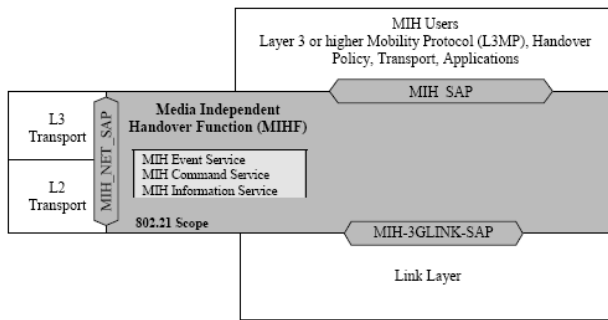 MIH Users
Layer 3 or higher Mobility Protocol (L3MP), Handover
Policy, Transport, Applications
MIH_SAP
L3
Transport
L2
Transport
MIH_NET_SAP
Media Independent
Handover Function (MIHF)
MIH Event Service
MIH Command Service
MIH Information Service
802.21 Scope
MIH-3GLINK-SAP
Link Layer